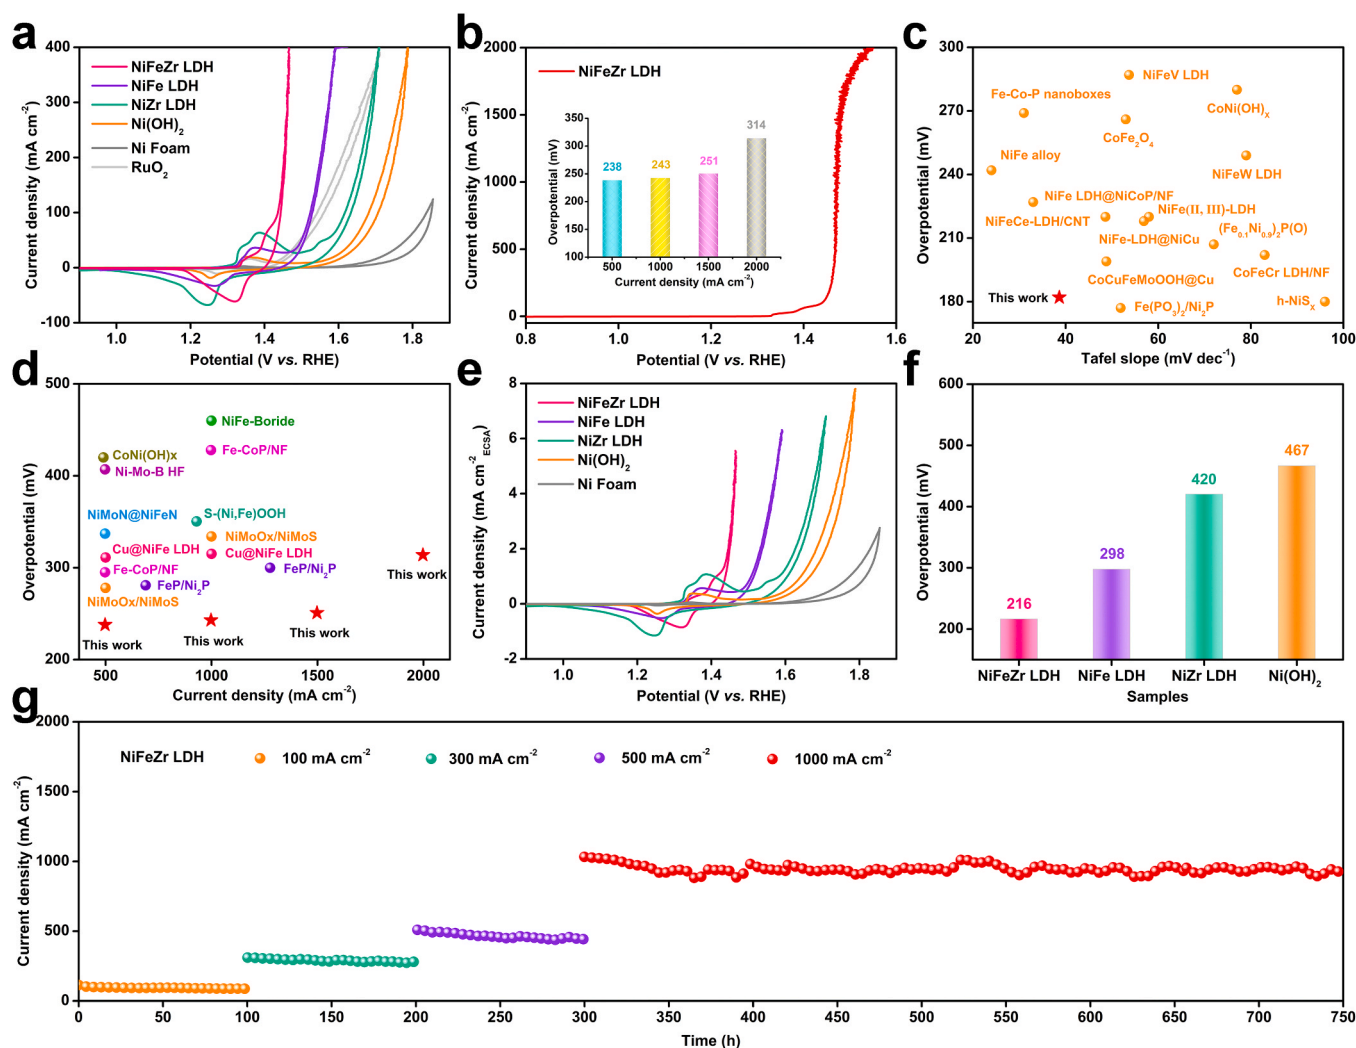 a
400
300
200
100
0
-100
Current density (mA cm⁻²)
NiFeZr LDH
NiFe LDH
NiZr LDH
Ni(OH)₂
Ni Foam
RuO₂
1.0 1.2 1.4 1.6 1.8
Potential (V vs. RHE)
b
2000
1500
1000
500
0
Current density (mA cm⁻²)
NiFeZr LDH
350
300
250
200
150
100
50
0
Overpotential (mV)
238 243 251 314
500 1000 1500 2000
Current density (mA cm⁻²)
0.8 1.0 1.2 1.4 1.6
Potential (V vs. RHE)
c
300
270
240
210
180
Overpotential (mV)
NiFeV LDH
Fe-Co-P nanoboxes
CoNi(OH)ₓ
CoFe₂O₄
NiFe alloy
NiFeW LDH
NiFe LDH@NiCoP/NF
NiFe(II, III)-LDH
NiFeCe-LDH/CNT
(Fe₀.₁Ni₀.₉)₂P(O)
NiFe-LDH@NiCu
CoCuFeMoOOH@Cu
CoFeCr LDH/NF
This work
Fe(PO₃)₂/Ni₂P
h-NiSₓ
20 40 60 80 100
Tafel slope (mV dec⁻¹)
d
500
400
300
200
Overpotential (mV)
NiFe-Boride
CoNi(OH)x
Fe-CoP/NF
Ni-Mo-B HF
NiMoN@NiFeN
S-(Ni,Fe)OOH
NiMoOx/NiMoS
Cu@NiFe LDH
Cu@NiFe LDH
Fe-CoP/NF
FeP/Ni₂P
FeP/Ni₂P
NiMoOx/NiMoS
This work
This work
This work
This work
500 1000 1500 2000
Current density (mA cm⁻²)
e
8
6
4
2
0
-2
Current density (mA cm⁻²ECSA)
NiFeZr LDH
NiFe LDH
NiZr LDH
Ni(OH)₂
Ni Foam
1.0 1.2 1.4 1.6 1.8
Potential (V vs. RHE)
f
600
500
400
300
200
Overpotential (mV)
216
298
420
467
NiFeZr LDH NiFe LDH NiZr LDH Ni(OH)₂
Samples
g
2000
1500
1000
500
0
Current density (mA cm⁻²)
NiFeZr LDH 100 mA cm⁻² 300 mA cm⁻² 500 mA cm⁻² 1000 mA cm⁻²
0 50 100 150 200 250 300 350 400 450 500 550 600 650 700 750
Time (h)